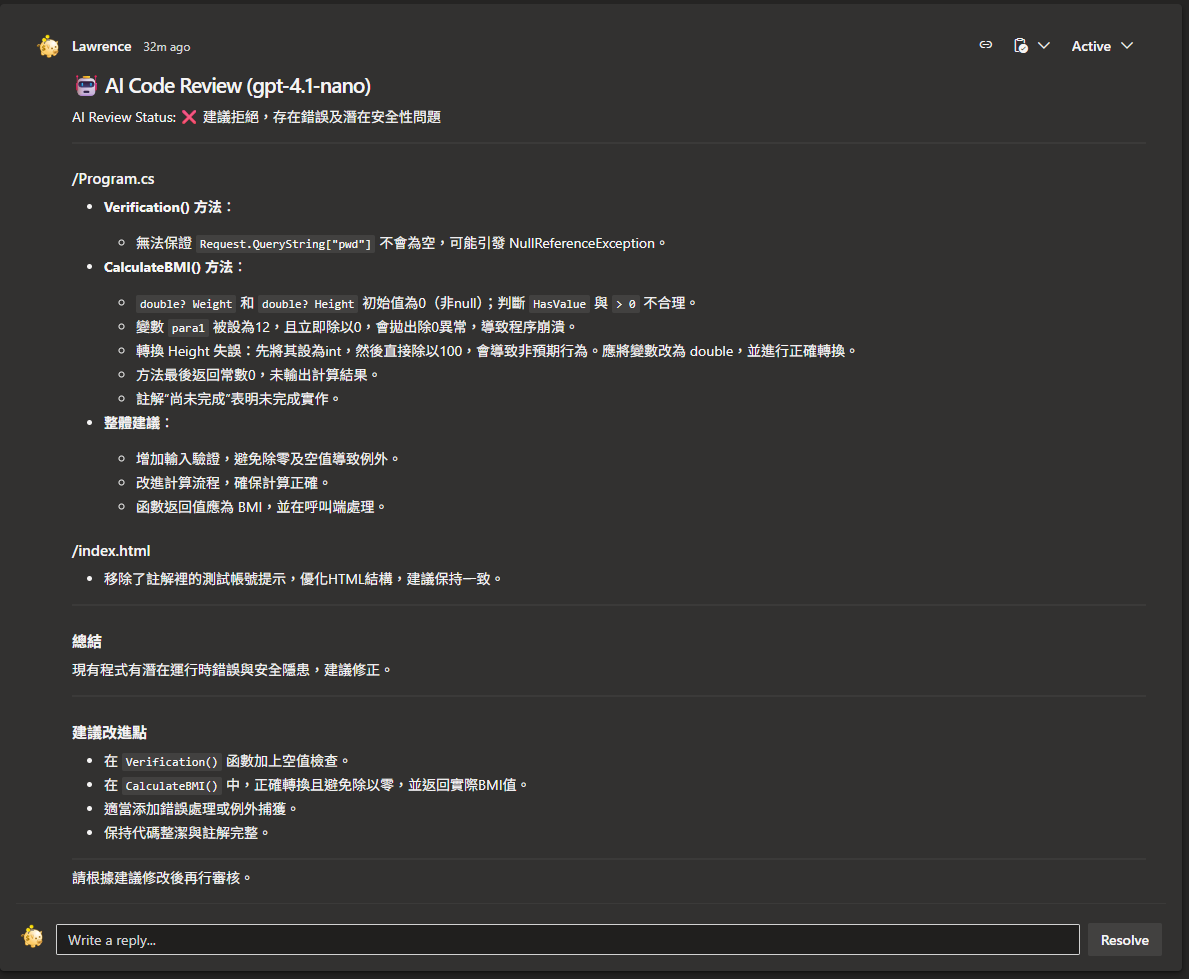 Lawrence 32m ago Active
AI Code Review (gpt-4.1-nano)
AI Review Status: ❌ 建議拒絕，存在錯誤及潛在安全性問題
/Program.cs
Verification() 方法：
無法保證 Request.QueryString["pwd"] 不會為空，可能引發 NullReferenceException。
CalculateBMI() 方法：
double? Weight 和 double? Height 初始值為0（非null）；判斷 HasValue 與 > 0 不合理。
變數 para1 被設為12，且立即除以0，會拋出除0異常，導致程序崩潰。
轉換 Height 失誤：先將其設為int，然後直接除以100，會導致非預期行為。應將變數改為 double，並進行正確轉換。
方法最後返回常數0，未輸出計算結果。
註解“尚未完成”表明未完成實作。
整體建議：
增加輸入驗證，避免除零及空值導致例外。
改進計算流程，確保計算正確。
函數返回值應為 BMI，並在呼叫端處理。
/index.html
移除了註解裡的測試帳號提示，優化HTML結構，建議保持一致。
總結
現有程式有潛在運行時錯誤與安全隱患，建議修正。
建議改進點
在 Verification() 函數加上空值檢查。
在 CalculateBMI() 中，正確轉換且避免除以零，並返回實際BMI值。
適當添加錯誤處理或例外捕獲。
保持代碼整潔與註解完整。
請根據建議修改後再行審核。
Write a reply...
Resolve